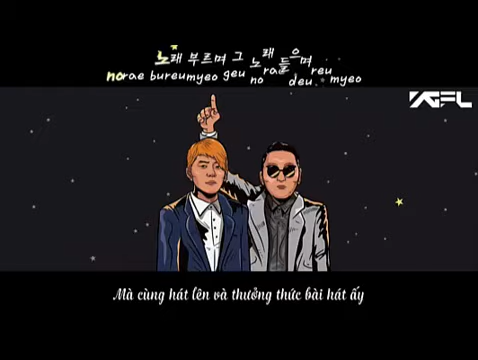 노래 부르며 그 노래 들으며
norae bureumyeo geu norae deureumyeo
YGFL
Mà cùng hát lên và thưởng thức bài hát ấy